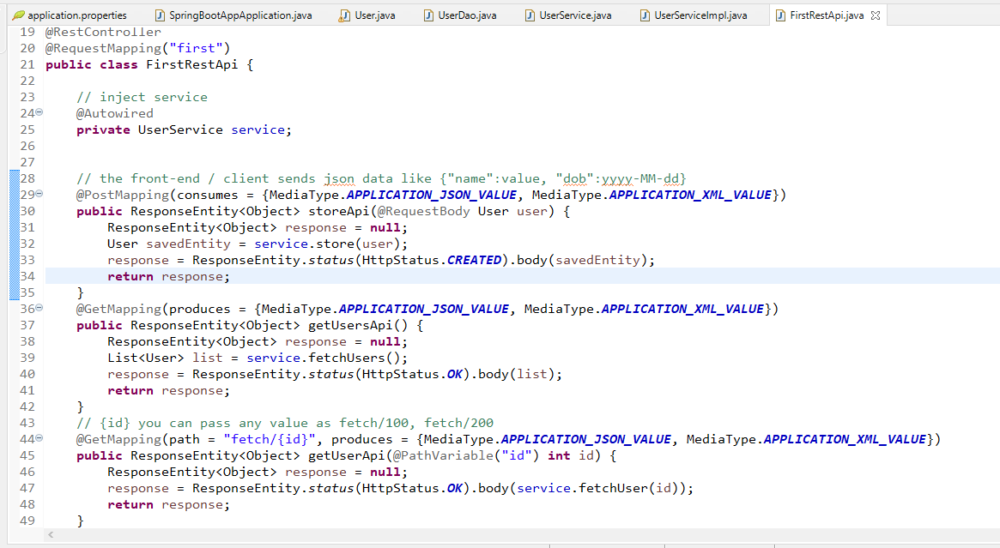 application.properties SpringBootAppApplication.java User.java UserDao.java UserService.java UserServiceImpl.java FirstRestApi.java
19 @RestController
20 @RequestMapping("first")
21 public class FirstRestApi {
22
23     // inject service
24     @Autowired
25     private UserService service;
26
27
28     // the front-end / client sends json data like {"name":value, "dob":yyyy-MM-dd}
29     @PostMapping(consumes = {MediaType.APPLICATION_JSON_VALUE, MediaType.APPLICATION_XML_VALUE})
30     public ResponseEntity<Object> storeApi(@RequestBody User user) {
31         ResponseEntity<Object> response = null;
32         User savedEntity = service.store(user);
33         response = ResponseEntity.status(HttpStatus.CREATED).body(savedEntity);
34         return response;
35     }
36     @GetMapping(produces = {MediaType.APPLICATION_JSON_VALUE, MediaType.APPLICATION_XML_VALUE})
37     public ResponseEntity<Object> getUsersApi() {
38         ResponseEntity<Object> response = null;
39         List<User> list = service.fetchUsers();
40         response = ResponseEntity.status(HttpStatus.OK).body(list);
41         return response;
42     }
43     // {id} you can pass any value as fetch/100, fetch/200
44     @GetMapping(path = "fetch/{id}", produces = {MediaType.APPLICATION_JSON_VALUE, MediaType.APPLICATION_XML_VALUE})
45     public ResponseEntity<Object> getUserApi(@PathVariable("id") int id) {
46         ResponseEntity<Object> response = null;
47         response = ResponseEntity.status(HttpStatus.OK).body(service.fetchUser(id));
48         return response;
49     }